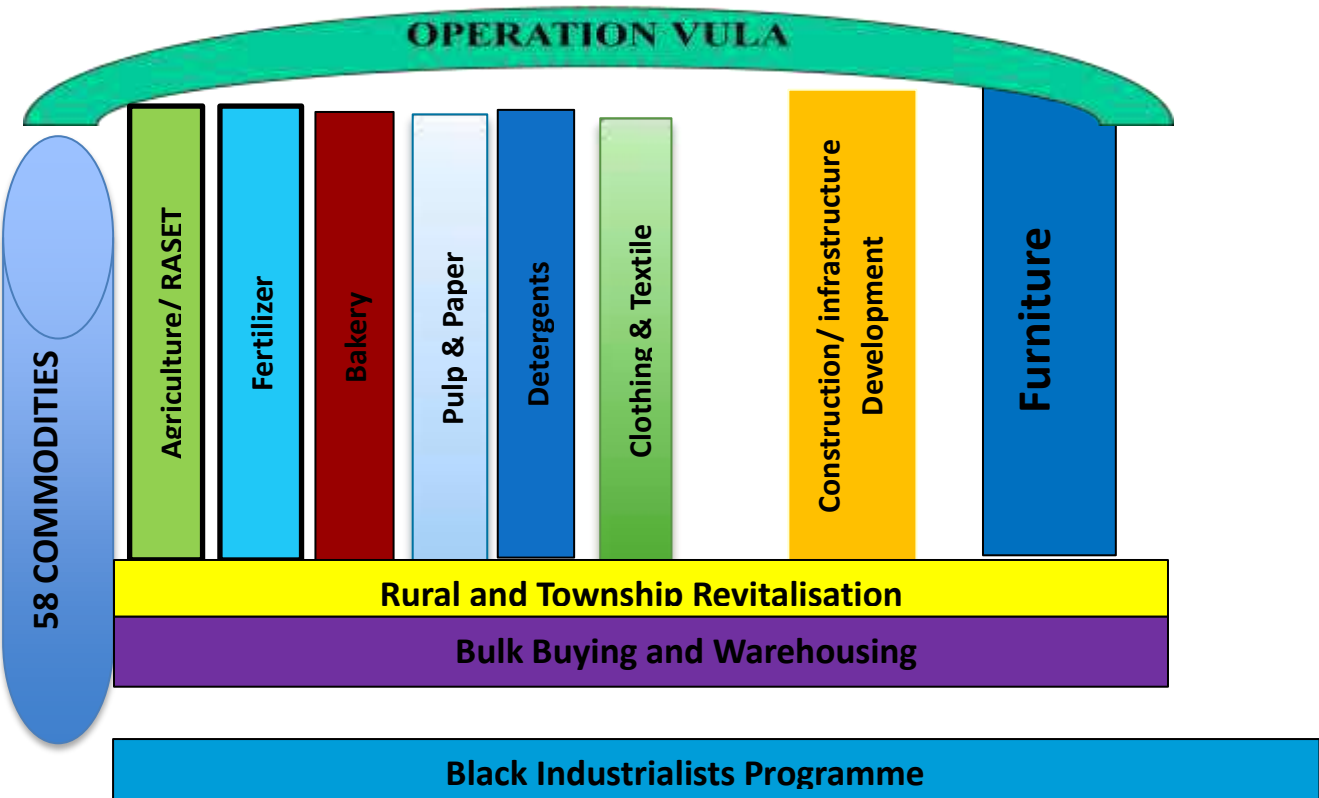 OPERATION VULA
58 COMMODITIES
Agriculture/ RASET
Fertilizer
Bakery
Pulp & Paper
Detergents
Clothing & Textile
Construction/ infrastructure
Development
Furniture
Rural and Township Revitalisation
Bulk Buying and Warehousing
Black Industrialists Programme